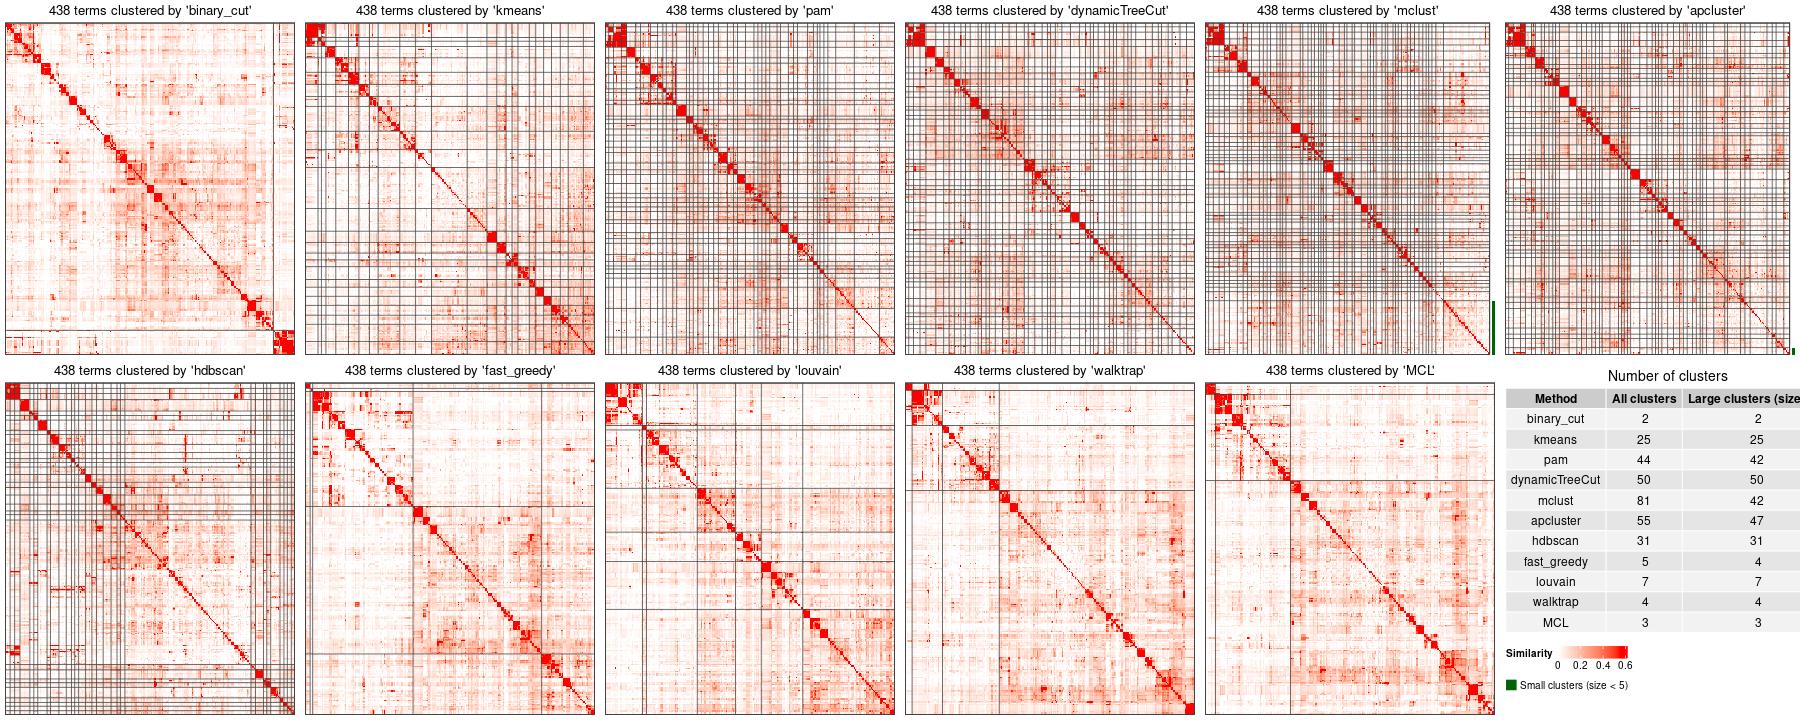 438 terms clustered by 'binary_cut'
438 terms clustered by 'kmeans'
438 terms clustered by 'pam'
438 terms clustered by 'dynamicTreeCut'
438 terms clustered by 'mclust'
438 terms clustered by 'apcluster'
438 terms clustered by 'hdbscan'
438 terms clustered by 'fast_greedy'
438 terms clustered by 'louvain'
438 terms clustered by 'walktrap'
438 terms clustered by 'MCL'
Number of clusters
Method All clusters Large clusters (size
binary_cut 2 2
kmeans 25 25
pam 44 42
dynamicTreeCut 50 50
mclust 81 42
apcluster 55 47
hdbscan 31 31
fast_greedy 5 4
louvain 7 7
walktrap 4 4
MCL 3 3
Similarity
0 0.2 0.4 0.6
Small clusters (size < 5)